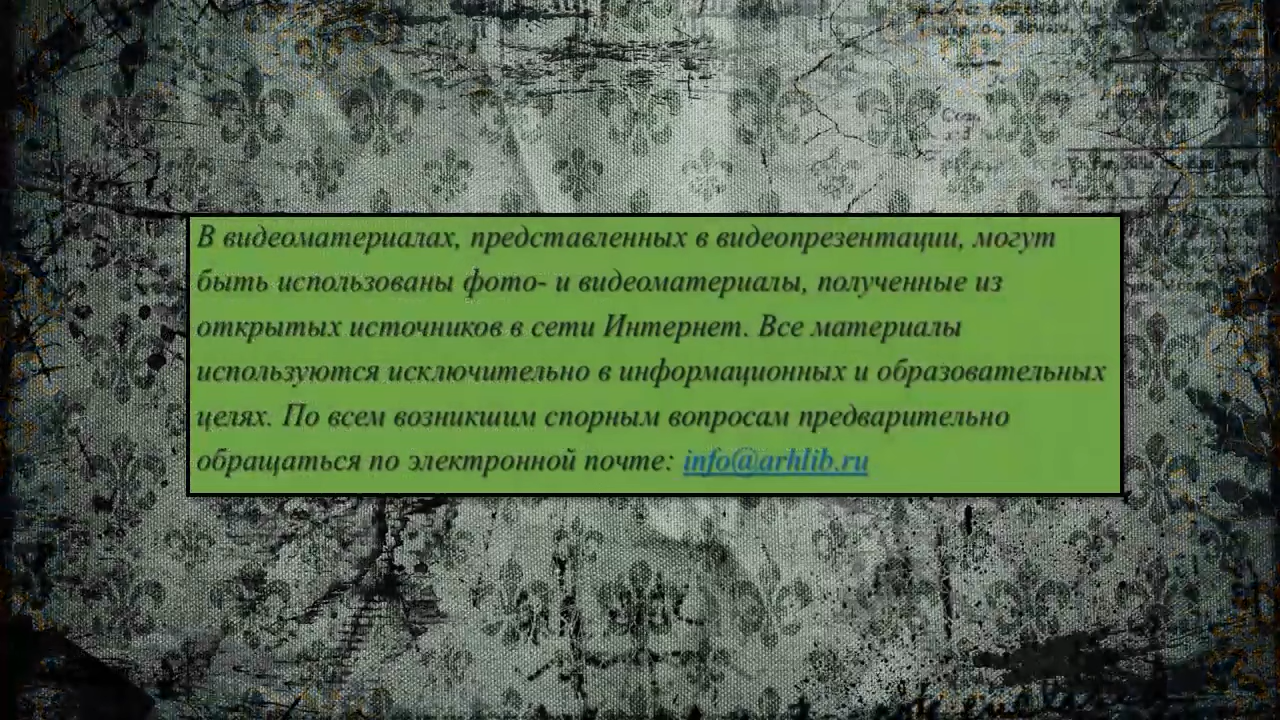 В видеоматериалах, представленных в видеопрезентации, могут
быть использованы фото- и видеоматериалы, полученные из
открытых источников в сети Интернет. Все материалы
используются исключительно в информационных и образовательных
целях. По всем возникшим спорным вопросам предварительно
обращаться по электронной почте: info@arhlib.ru